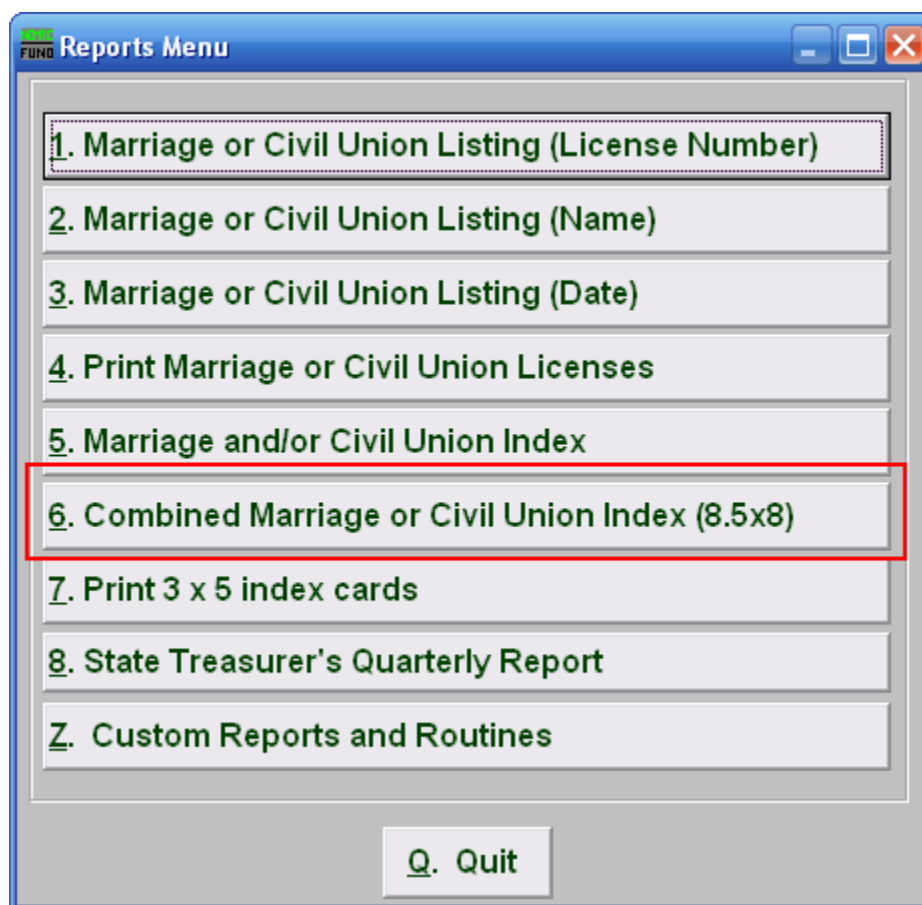 FUND Reports Menu
1. Marriage or Civil Union Listing (License Number)
2. Marriage or Civil Union Listing (Name)
3. Marriage or Civil Union Listing (Date)
4. Print Marriage or Civil Union Licenses
5. Marriage and/or Civil Union Index
6. Combined Marriage or Civil Union Index (8.5x8)
7. Print 3 x 5 index cards
8. State Treasurer's Quarterly Report
Z. Custom Reports and Routines
Q. Quit